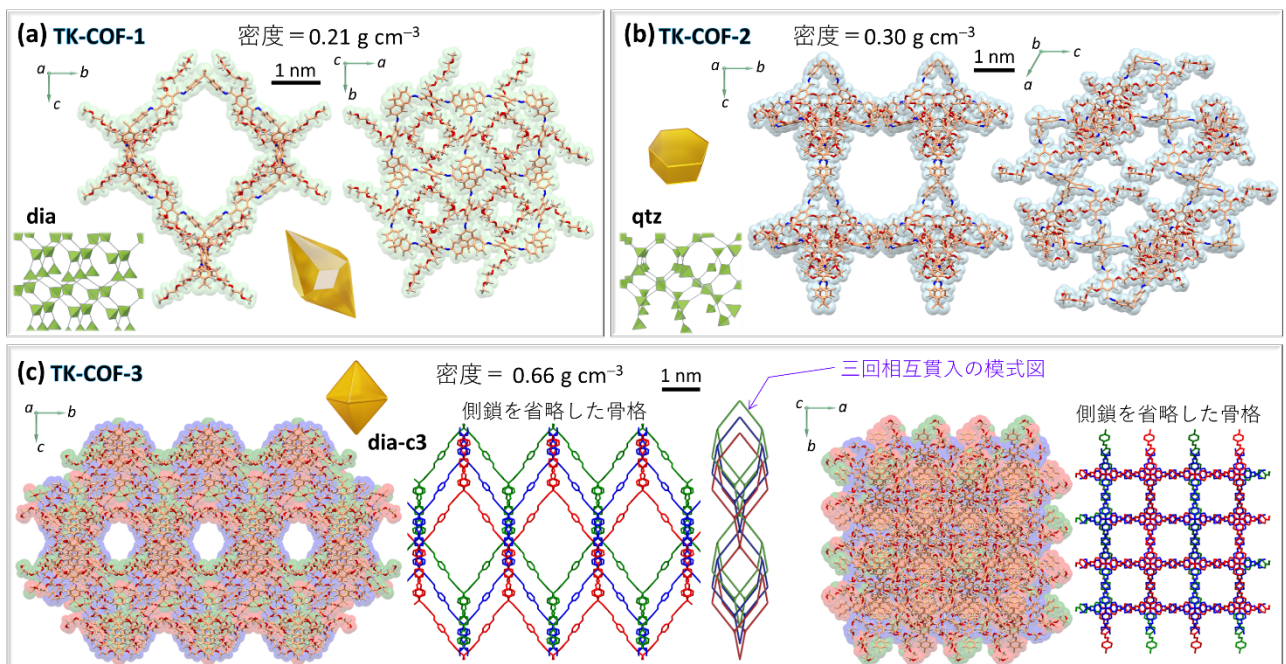 (a) TK-COF-1
密度＝0.21 g cm⁻³
a
b
c
1 nm
c
a
b
dia
(b) TK-COF-2
密度＝0.30 g cm⁻³
a
b
c
1 nm
b
c
a
qtz
(c) TK-COF-3
密度＝ 0.66 g cm⁻³
1 nm
三回相互貫入の模式図
a
b
c
dia-c3
側鎖を省略した骨格
c
a
b
側鎖を省略した骨格